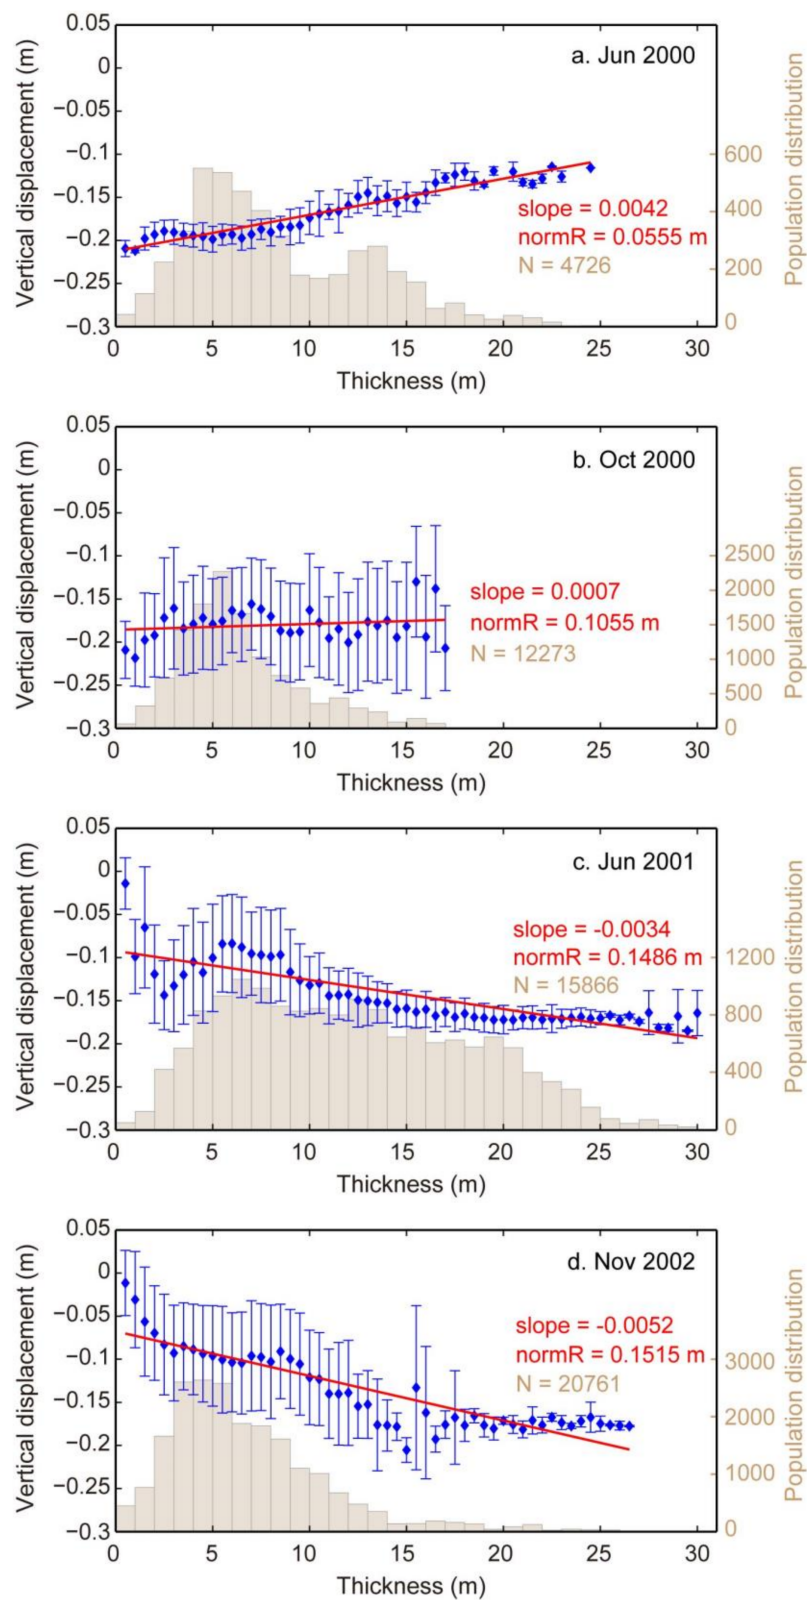 0.05
0
−0.05
−0.1
−0.15
−0.2
−0.25
−0.3
Vertical displacement (m)
a. Jun 2000
slope = 0.0042
normR = 0.0555 m
N = 4726
600
400
200
0
Population distribution
0 5 10 15 20 25 30
Thickness (m)
0.05
0
−0.05
−0.1
−0.15
−0.2
−0.25
−0.3
Vertical displacement (m)
b. Oct 2000
slope = 0.0007
normR = 0.1055 m
N = 12273
2500
2000
1500
1000
500
0
Population distribution
0 5 10 15 20 25 30
Thickness (m)
0.05
0
−0.05
−0.1
−0.15
−0.2
−0.25
−0.3
Vertical displacement (m)
c. Jun 2001
slope = -0.0034
normR = 0.1486 m
N = 15866
1200
800
400
0
Population distribution
0 5 10 15 20 25 30
Thickness (m)
0.05
0
−0.05
−0.1
−0.15
−0.2
−0.25
−0.3
Vertical displacement (m)
d. Nov 2002
slope = -0.0052
normR = 0.1515 m
N = 20761
3000
2000
1000
0
Population distribution
0 5 10 15 20 25 30
Thickness (m)